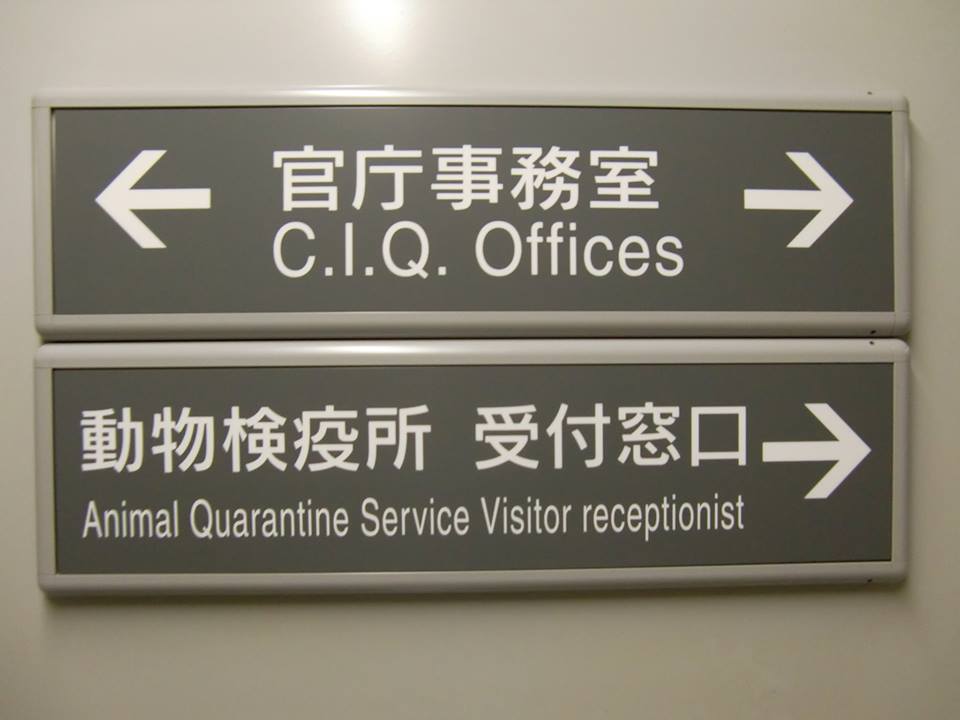 官庁事務室
C.I.Q. Offices
動物検疫所 受付窓口
Animal Quarantine Service Visitor receptionist